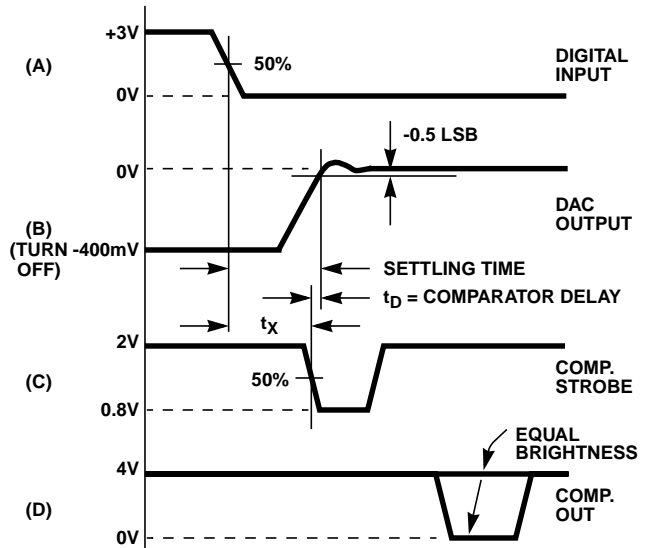 +3V
(A)
50%
0V
DIGITAL
INPUT
-0.5 LSB
0V
DAC
OUTPUT
(B)
(TURN -400mV
OFF)
SETTLING TIME
tD = COMPARATOR DELAY
tX
2V
(C)
50%
0.8V
COMP.
STROBE
EQUAL
BRIGHTNESS
4V
(D)
COMP.
OUT
0V